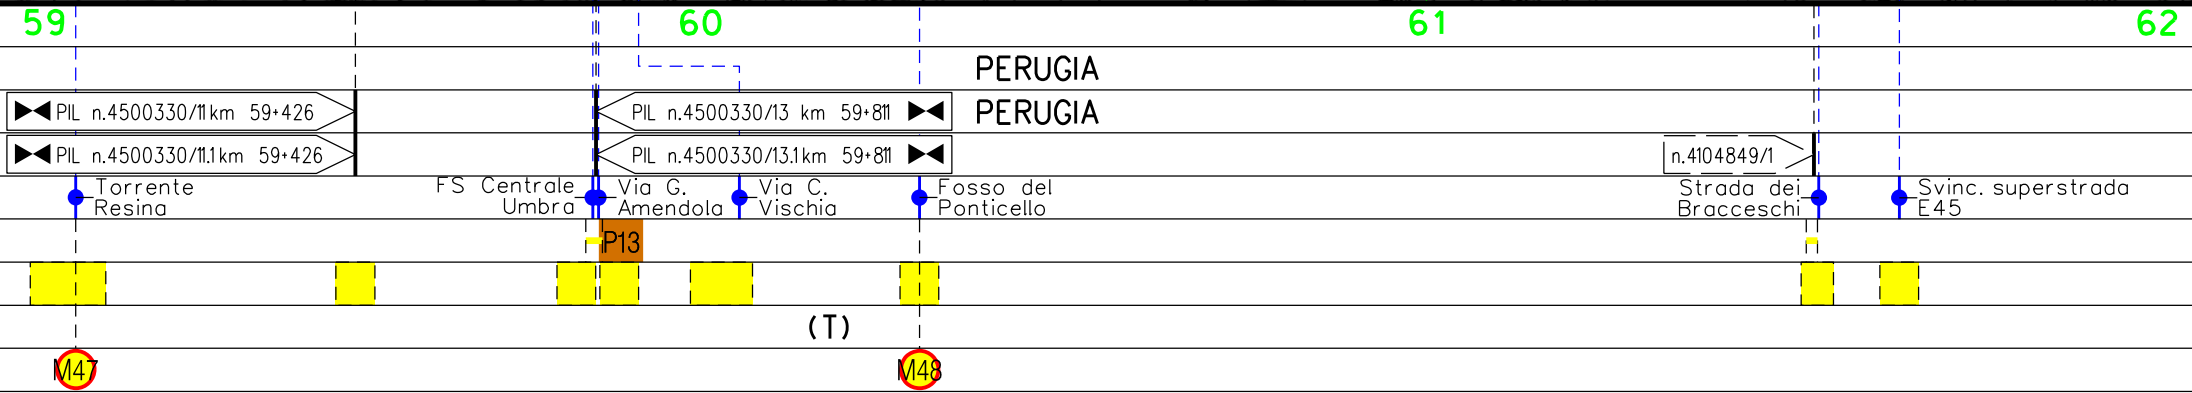 59 60 61 62
PERUGIA
PIL n.4500330/11 km 59+426 PIL n.4500330/13 km 59+811 PERUGIA
PIL n.4500330/11.1 km 59+426 PIL n.4500330/13.1 km 59+811 n.4104849/1
Torrente FS Centrale Via G. Via C. Fosso del Strada dei Svinc. superstrada
Resina Umbra Amendola Vischia Ponticello Bracceschi E45
P13
(T)
M47 M48